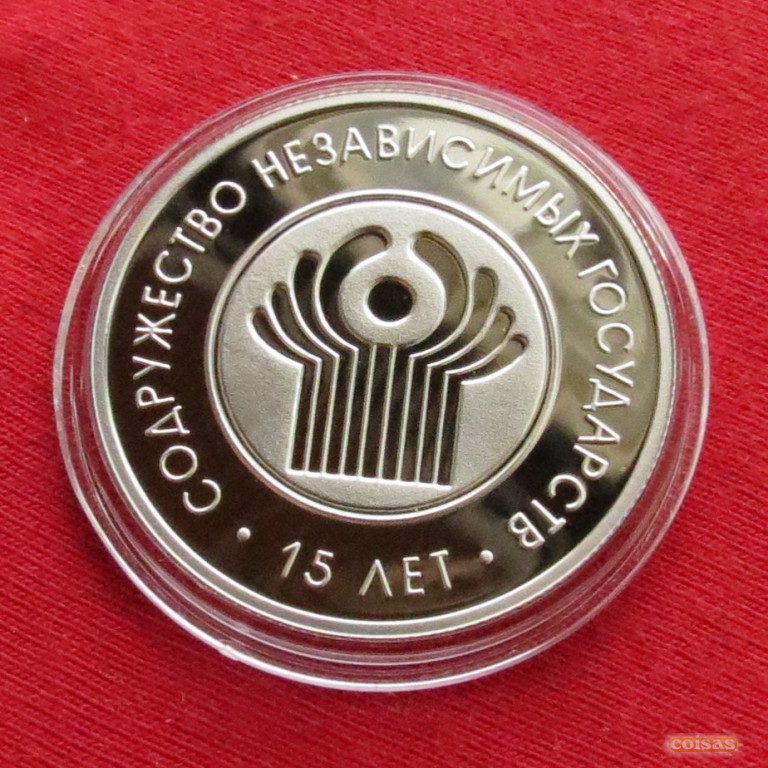 СОДРУЖЕСТВО НЕЗАВИСИМЫХ ГОСУДАРСТВ
· 15 ЛЕТ ·
coisas